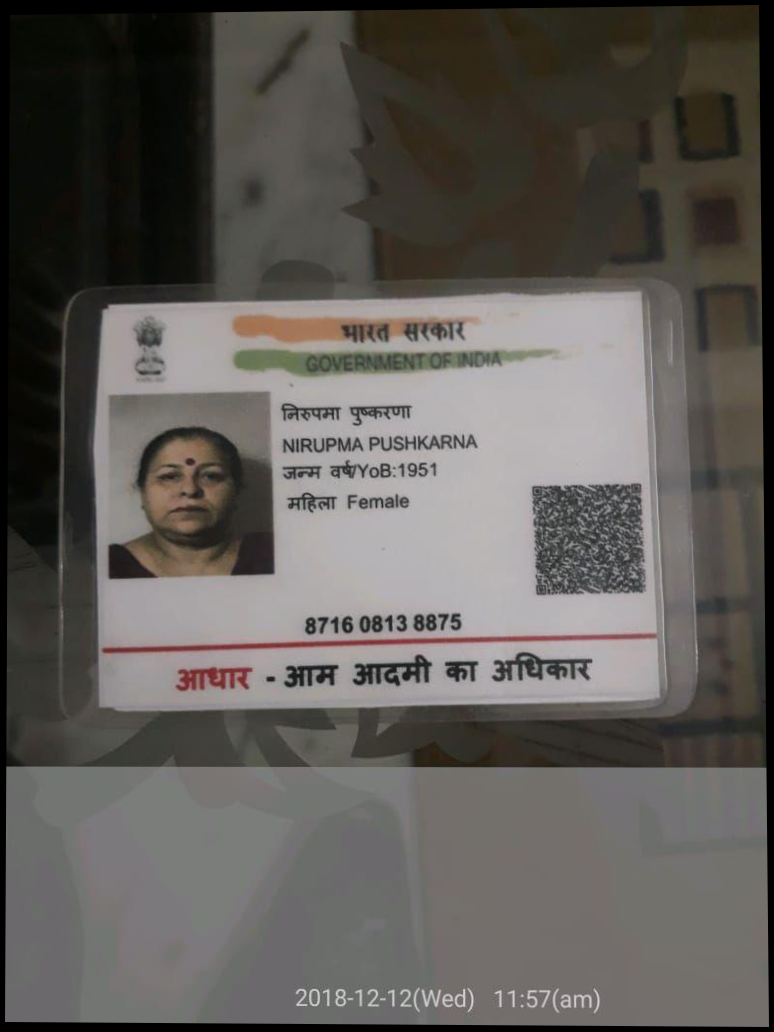 भारत सरकार
GOVERNMENT OF INDIA
निरुपमा पुष्करणा
NIRUPMA PUSHKARNA
जन्म वर्ष/YoB:1951
महिला Female
8716 0813 8875
आधार - आम आदमी का अधिकार
2018-12-12(Wed) 11:57(am)